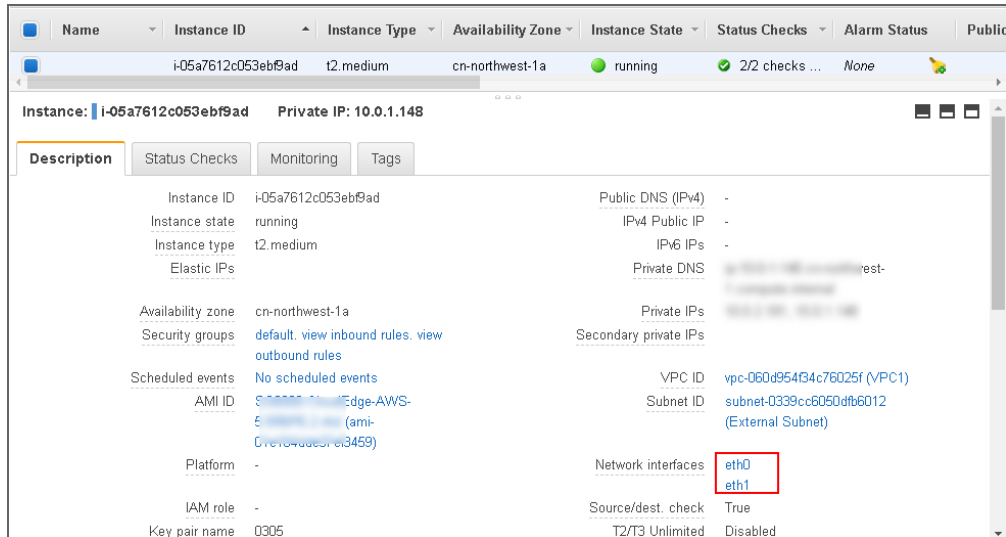 Name Instance ID Instance Type Availability Zone Instance State Status Checks Alarm Status Public
i-05a7612c053ebf9ad t2.medium cn-northwest-1a running 2/2 checks ... None
Instance: i-05a7612c053ebf9ad Private IP: 10.0.1.148
Description Status Checks Monitoring Tags
Instance ID i-05a7612c053ebf9ad Public DNS (IPv4) -
Instance state running IPv4 Public IP -
Instance type t2.medium IPv6 IPs -
Elastic IPs Private DNS
Availability zone cn-northwest-1a Private IPs
Security groups default. view inbound rules. view Secondary private IPs
outbound rules
Scheduled events No scheduled events VPC ID vpc-060d954f34c76025f (VPC1)
AMI ID Subnet ID subnet-0339cc6050dfb6012
(ami- (External Subnet)
Platform - Network interfaces eth0
eth1
IAM role - Source/dest. check True
Key pair name 0305 T2/T3 Unlimited Disabled